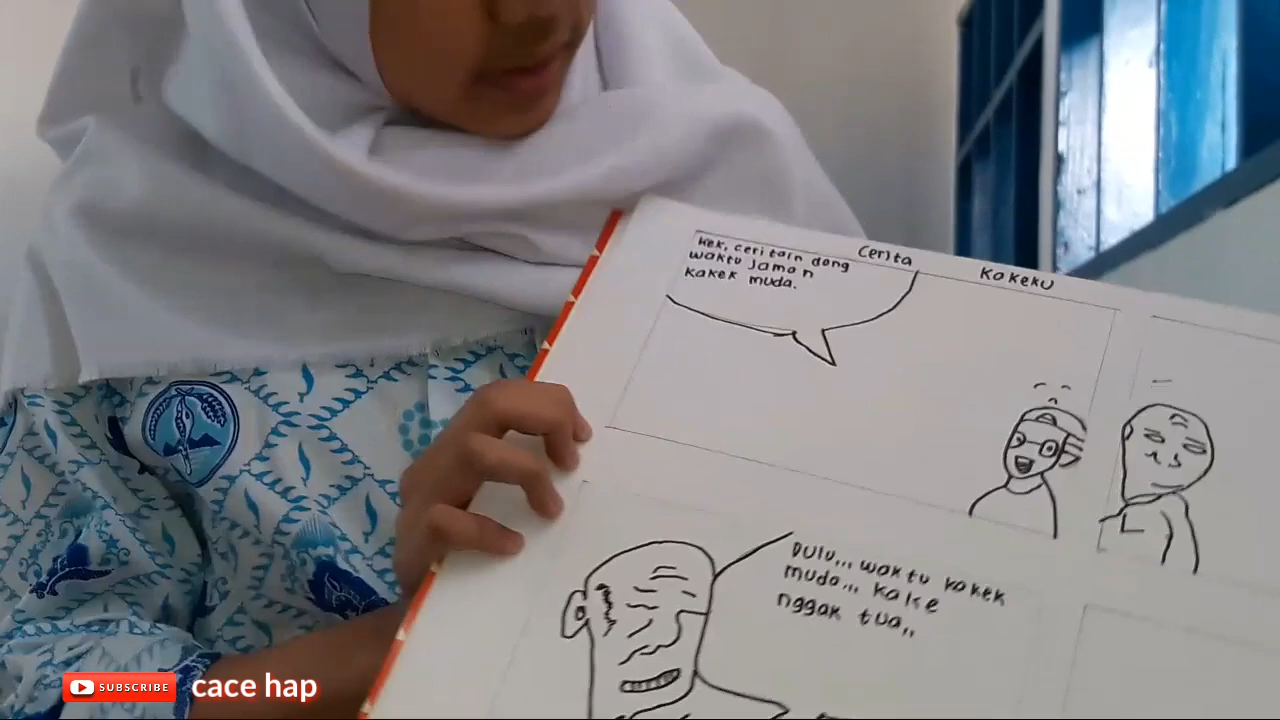 Cerita Kakeku
kek, ceritain dong
waktu jaman
kakek muda.
DULU... waktu kakek
muda... kake
nggak tua,,
SUBSCRIBE
cace hap